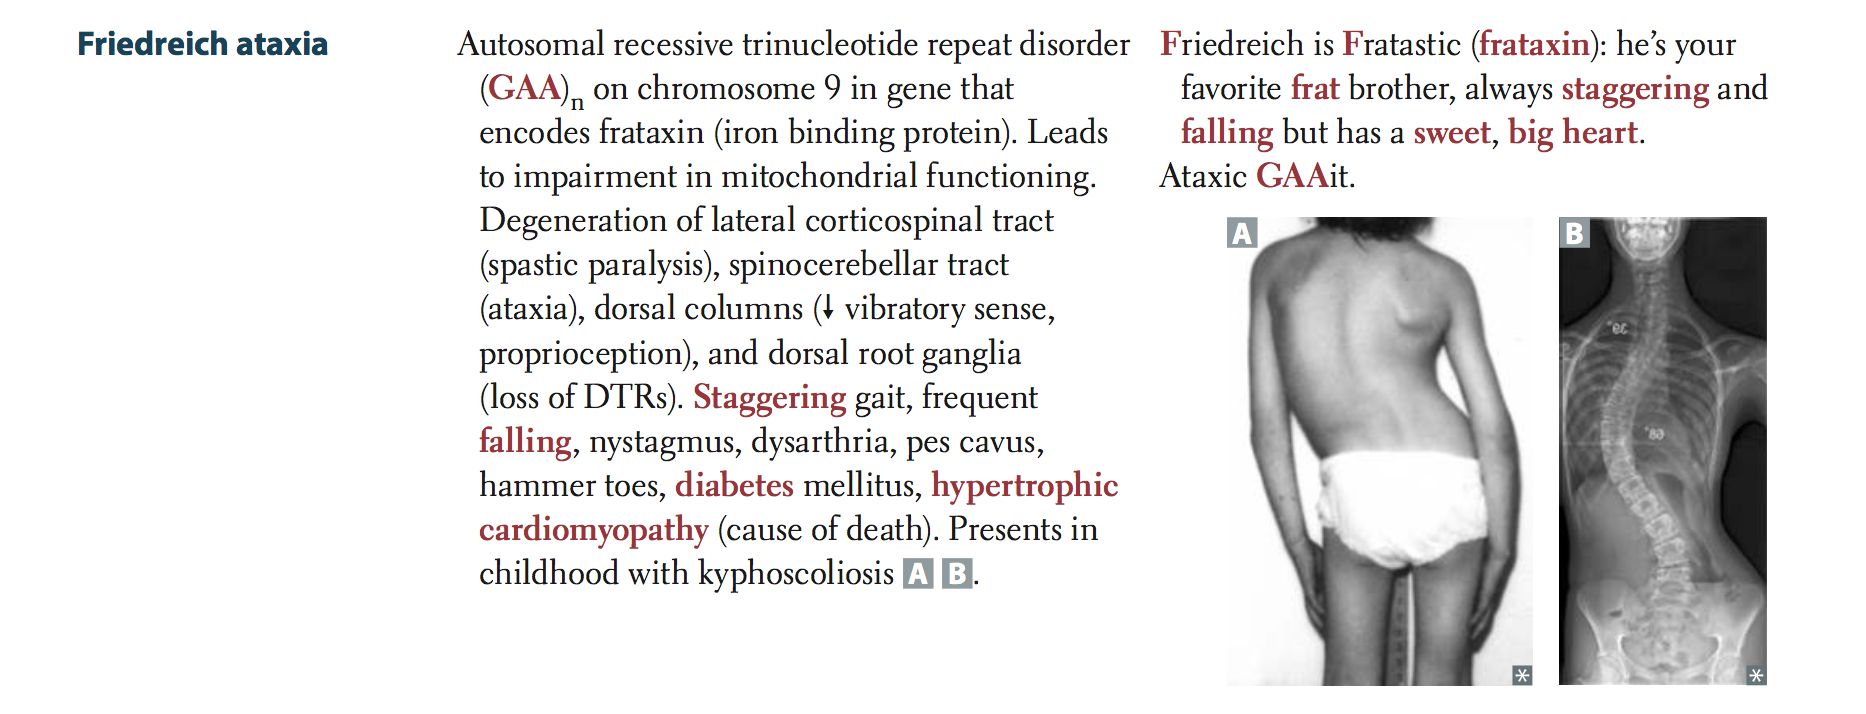 Friedreich ataxia
Autosomal recessive trinucleotide repeat disorder
(GAA)n on chromosome 9 in gene that
encodes frataxin (iron binding protein). Leads
to impairment in mitochondrial functioning.
Degeneration of lateral corticospinal tract
(spastic paralysis), spinocerebellar tract
(ataxia), dorsal columns (↓ vibratory sense,
proprioception), and dorsal root ganglia
(loss of DTRs). Staggering gait, frequent
falling, nystagmus, dysarthria, pes cavus,
hammer toes, diabetes mellitus, hypertrophic
cardiomyopathy (cause of death). Presents in
childhood with kyphoscoliosis A B.
Friedreich is Fratastic (frataxin): he's your
favorite frat brother, always staggering and
falling but has a sweet, big heart.
Ataxic GAAit.
A
B